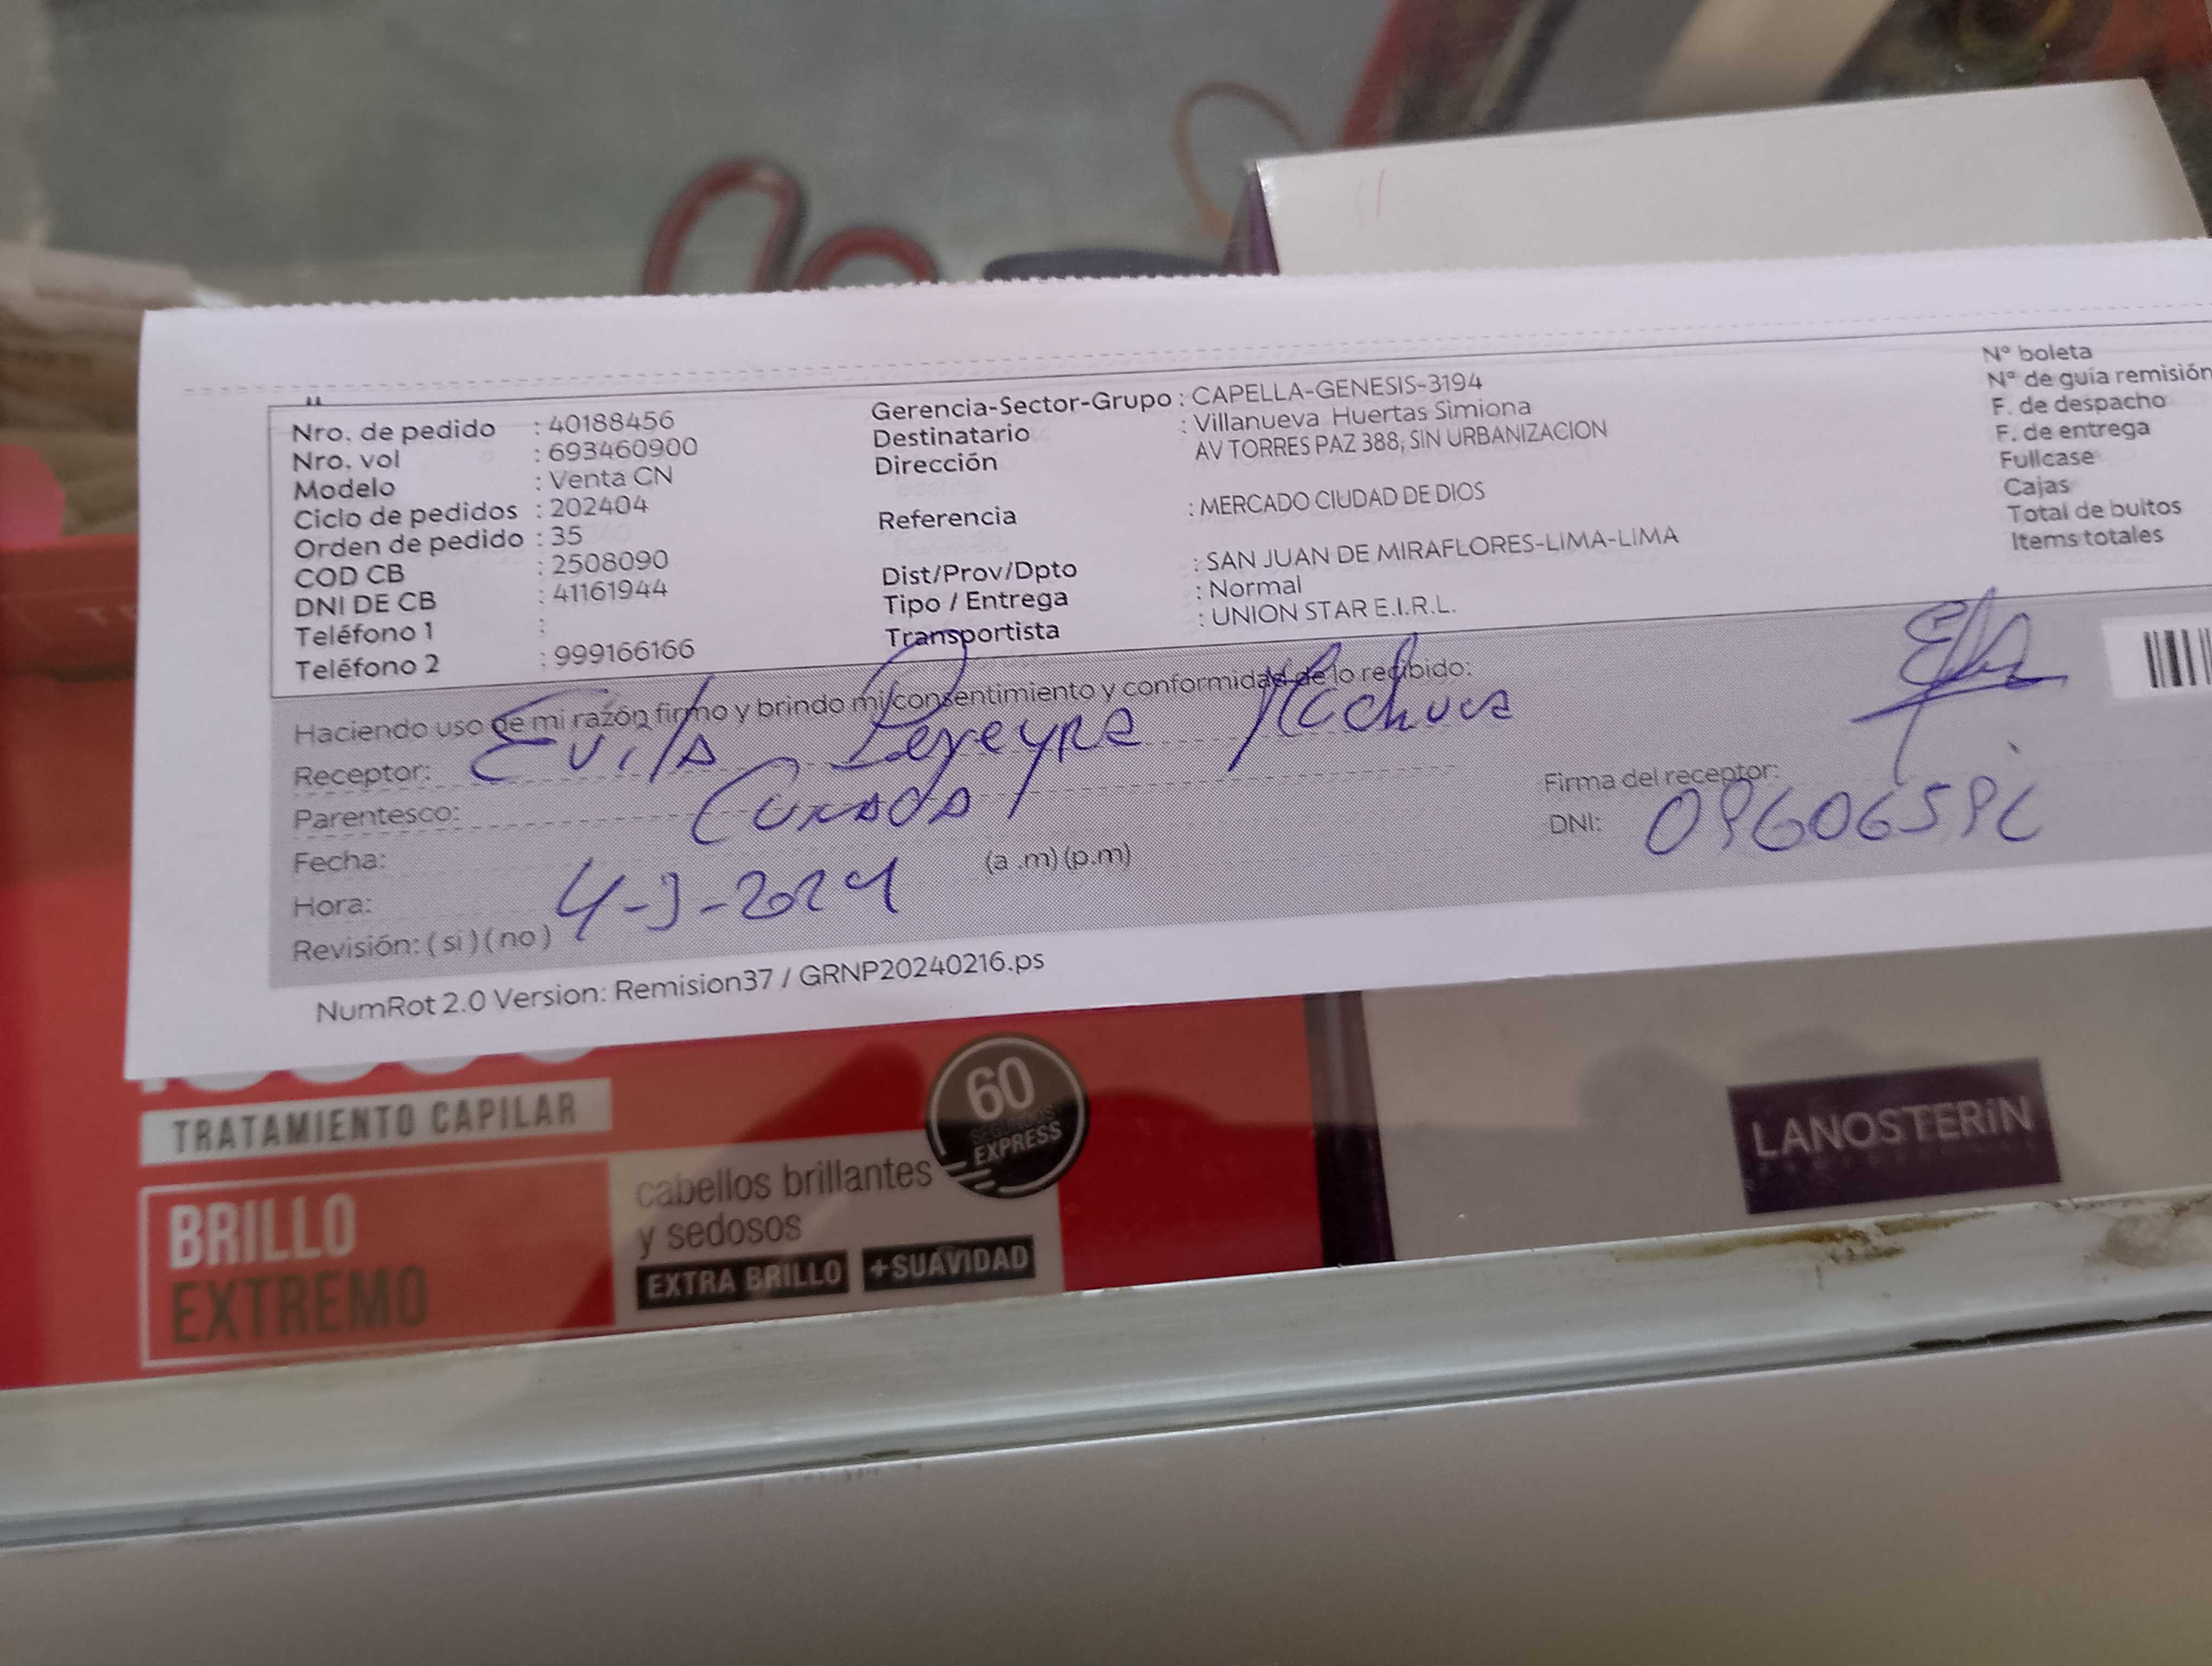 Nro. de pedido : 40188456
Nro. vol : 693460900
Modelo : Venta CN
Ciclo de pedidos : 202404
Orden de pedido : 35
COD CB : 2508090
DNI DE CB : 41161944
Teléfono 1 :
Teléfono 2 : 999166166
Gerencia-Sector-Grupo : CAPELLA-GENESIS-3194
Destinatario : Villanueva Huertas Simiona
Dirección AV TORRES PAZ 388, SIN URBANIZACION
Referencia : MERCADO CIUDAD DE DIOS
Dist/Prov/Dpto : SAN JUAN DE MIRAFLORES-LIMA-LIMA
Tipo / Entrega : Normal
Transportista : UNION STAR E.I.R.L.
N° boleta
N° de guía remisión
F. de despacho
F. de entrega
Fullcase
Cajas
Total de bultos
Items totales
Haciendo uso de mi razón firmo y brindo mi consentimiento y conformidad de lo recibido:
Receptor:
Parentesco:
Fecha: (a .m) (p.m)
Hora: 4-3-2024
Revisión: ( si ) ( no )
Firma del receptor:
DNI:
NumRot 2.0 Version: Remision37 / GRNP20240216.ps
TRATAMIENTO CAPILAR
BRILLO
EXTREMO
cabellos brillantes
y sedosos
EXTRA BRILLO +SUAVIDAD
60
SEGUNDOS
EXPRESS
LANOSTERiN